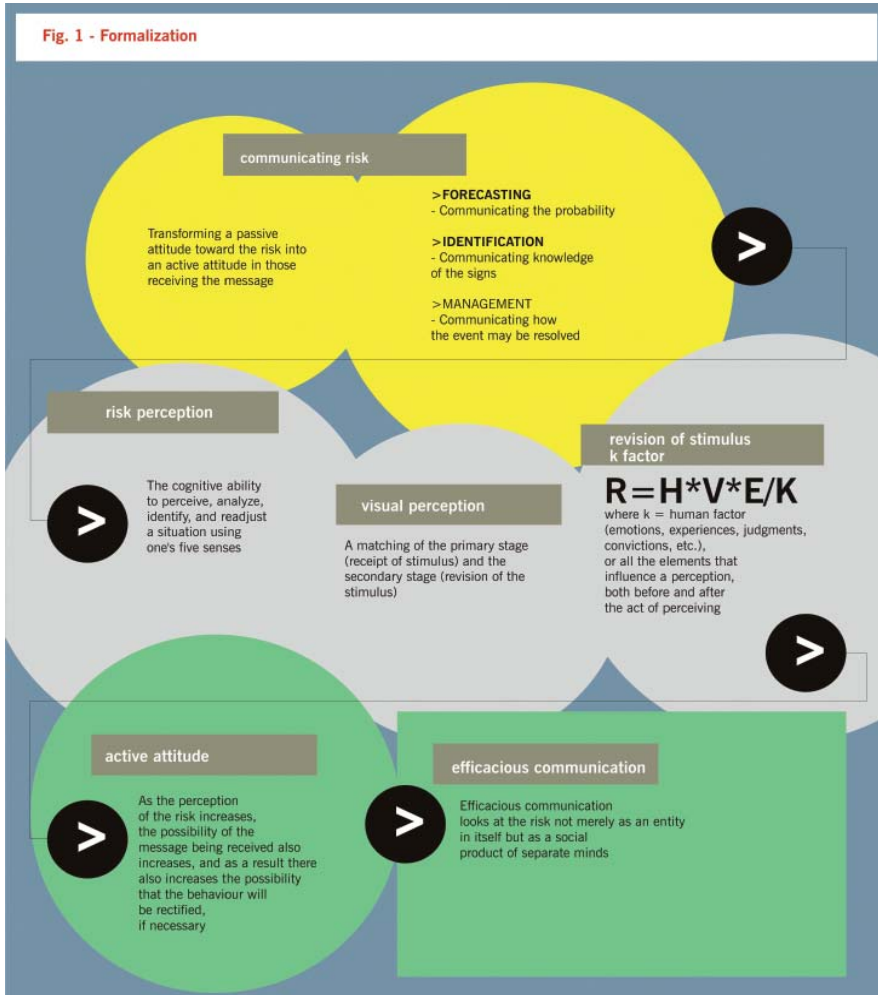 Fig. 1 - Formalization
communicating risk
Transforming a passive
attitude toward the risk into
an active attitude in those
receiving the message
>FORECASTING
- Communicating the probability
>IDENTIFICATION
- Communicating knowledge
of the signs
>MANAGEMENT
- Communicating how
the event may be resolved
>
risk perception
>
The cognitive ability
to perceive, analyze,
identify, and readjust
a situation using
one's five senses
visual perception
A matching of the primary stage
(receipt of stimulus) and the
secondary stage (revision of the
stimulus)
revision of stimulus
k factor
R=H*V*E/K
where k = human factor
(emotions, experiences, judgments,
convictions, etc.),
or all the elements that
influence a perception,
both before and after
the act of perceiving
>
active attitude
>
As the perception
of the risk increases,
the possibility of the
message being received also
increases, and as a result there
also increases the possibility
that the behaviour will
be rectified,
if necessary
efficacious communication
>
Efficacious communication
looks at the risk not merely as an entity
in itself but as a social
product of separate minds